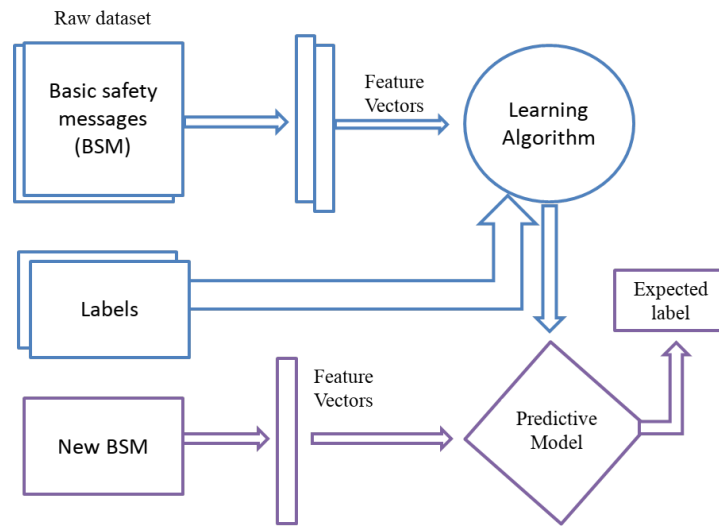 Raw dataset
Basic safety
messages
(BSM)
Feature
Vectors
Learning
Algorithm
Labels
Expected
label
New BSM
Feature
Vectors
Predictive
Model